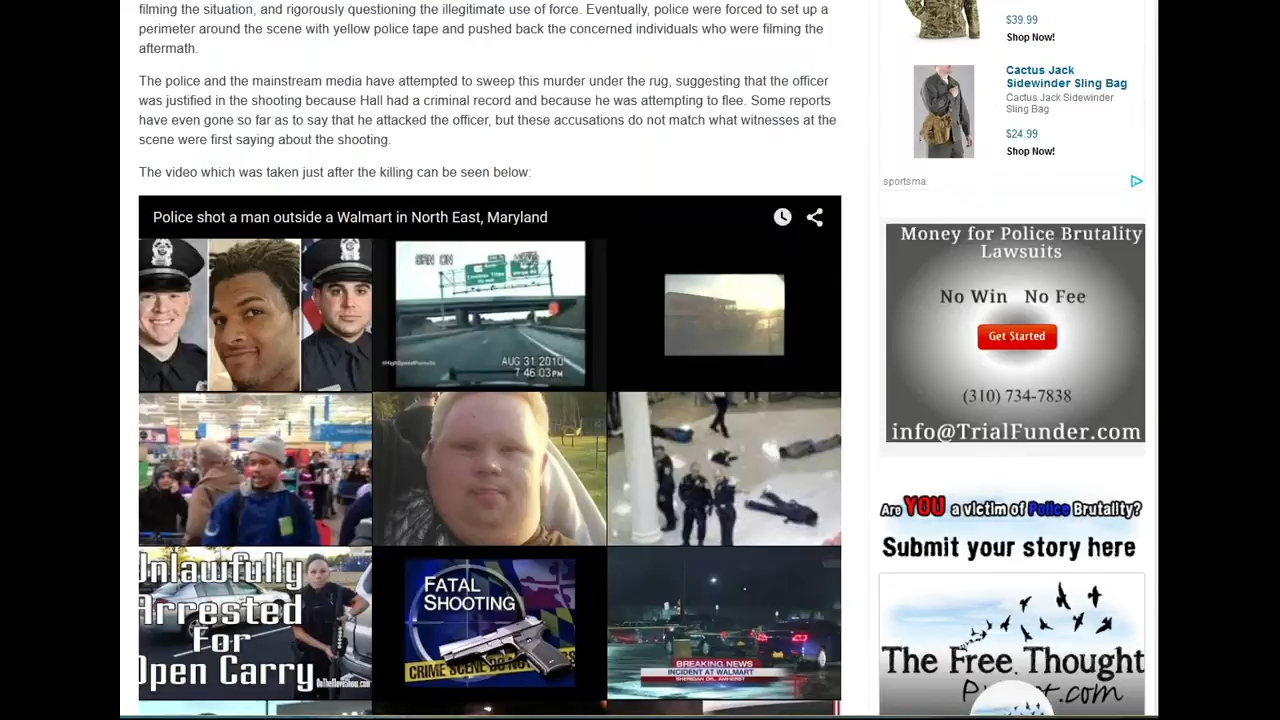 filming the situation, and rigorously questioning the illegitimate use of force. Eventually, police were forced to set up a
perimeter around the scene with yellow police tape and pushed back the concerned individuals who were filming the
aftermath.
The police and the mainstream media have attempted to sweep this murder under the rug, suggesting that the officer
was justified in the shooting because Hall had a criminal record and because he was attempting to flee. Some reports
have even gone so far as to say that he attacked the officer, but these accusations do not match what witnesses at the
scene were first saying about the shooting.
The video which was taken just after the killing can be seen below:
Police shot a man outside a Walmart in North East, Maryland
#HighSpeedPursuits
AUG 31 2010
7 46 03 PM
Unlawfully
Arrested
For
Open Carry
FATAL
SHOOTING
CRIME SCENE DO NO
BREAKING NEWS
INCIDENT AT WALMART
SHERIDAN DR., AMHERST
$39.99
Shop Now!
Cactus Jack
Sidewinder Sling Bag
Cactus Jack Sidewinder
Sling Bag
$24.99
Shop Now!
sportsma.
Money for Police Brutality
Lawsuits
No Win No Fee
Get Started
(310) 734-7838
info@TrialFunder.com
Are YOU a victim of Police Brutality?
Submit your story here
The Free Thought